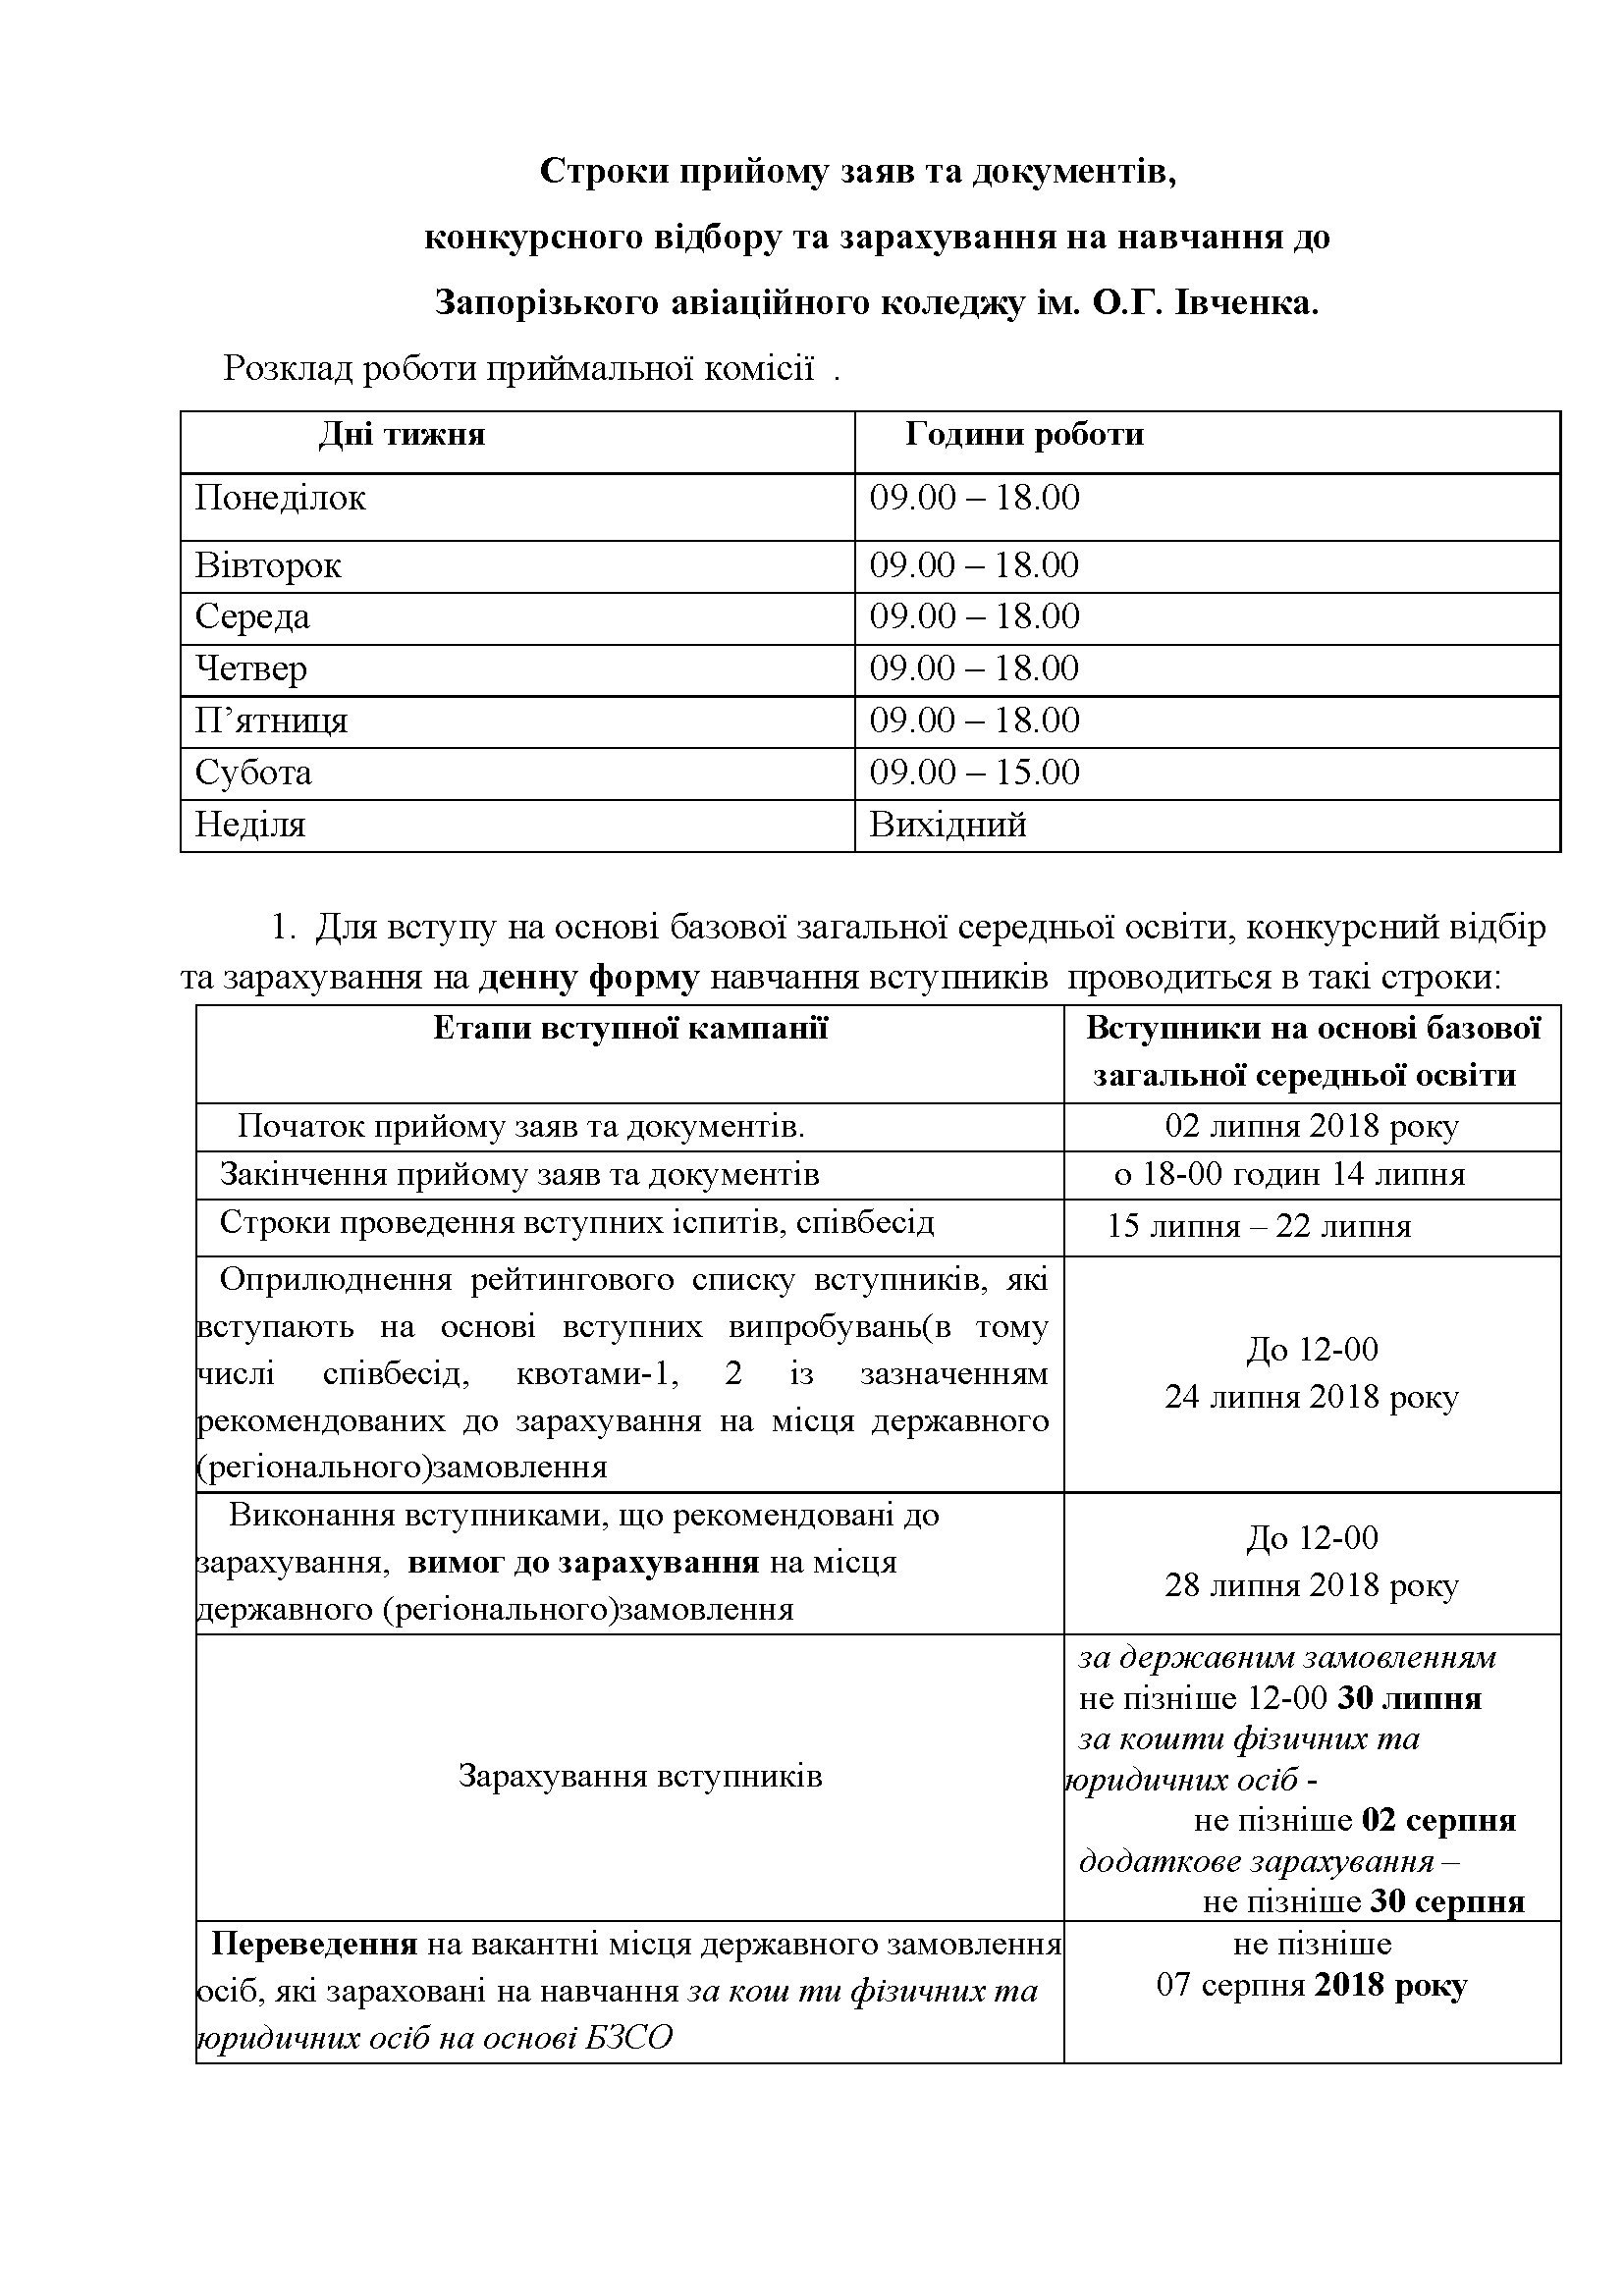 Строки прийому заяв та документів,
конкурсного відбору та зарахування на навчання до
Запорізького авіаційного коледжу ім. О.Г. Івченка.
Розклад роботи приймальної комісії .
Дні тижня Години роботи
Понеділок 09.00 – 18.00
Вівторок 09.00 – 18.00
Середа 09.00 – 18.00
Четвер 09.00 – 18.00
П’ятниця 09.00 – 18.00
Субота 09.00 – 15.00
Неділя Вихідний
1. Для вступу на основі базової загальної середньої освіти, конкурсний відбір
та зарахування на денну форму навчання вступників проводиться в такі строки:
Етапи вступної кампанії
Вступники на основі базової
загальної середньої освіти
Початок прийому заяв та документів. 02 липня 2018 року
Закінчення прийому заяв та документів о 18-00 годин 14 липня
Строки проведення вступних іспитів, співбесід 15 липня – 22 липня
Оприлюднення рейтингового списку вступників, які
вступають на основі вступних випробувань(в тому
числі співбесід, квотами-1, 2 із зазначенням
рекомендованих до зарахування на місця державного
(регіонального)замовлення
До 12-00
24 липня 2018 року
Виконання вступниками, що рекомендовані до
зарахування, вимог до зарахування на місця
державного (регіонального)замовлення
До 12-00
28 липня 2018 року
Зарахування вступників
за державним замовленням
не пізніше 12-00 30 липня
за кошти фізичних та
юридичних осіб -
не пізніше 02 серпня
додаткове зарахування –
не пізніше 30 серпня
Переведення на вакантні місця державного замовлення
осіб, які зараховані на навчання за кош ти фізичних та
юридичних осіб на основі БЗСО
не пізніше
07 серпня 2018 року